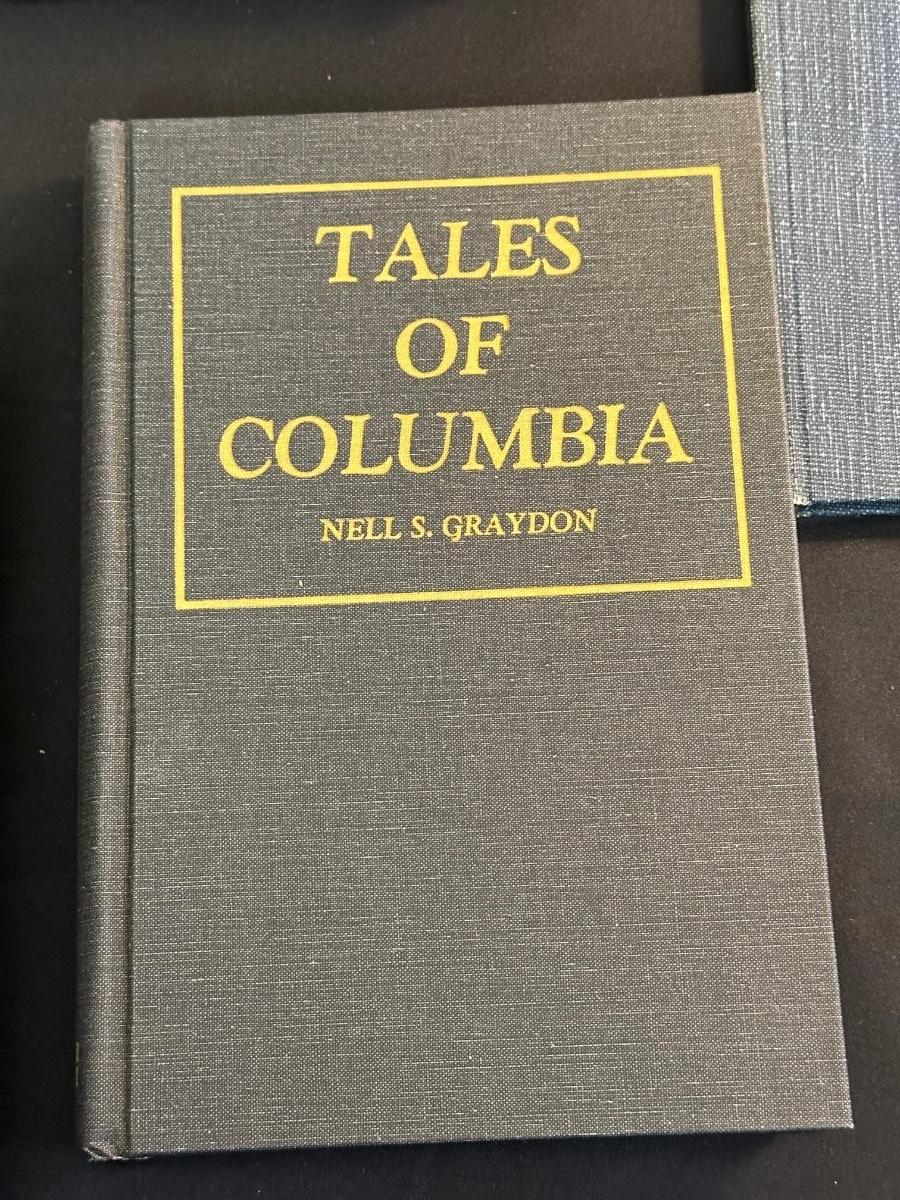 TALES
OF
COLUMBIA
NELL S. GRAYDON